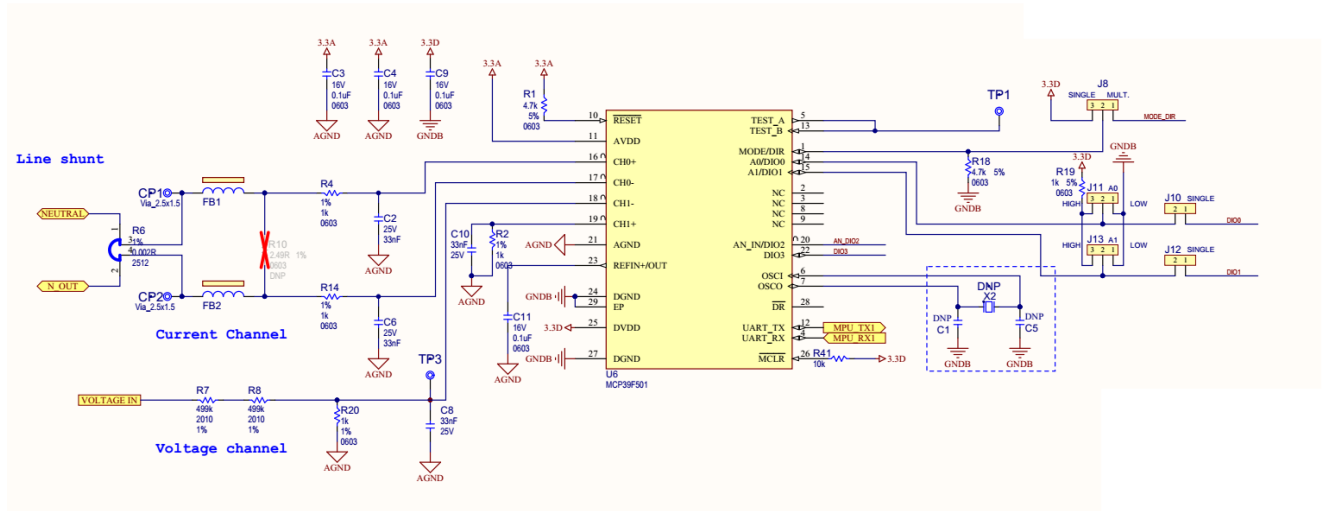 3.3A
3.3A
3.3D
C3
16V
0.1uF
0603
AGND
C4
16V
0.1uF
0603
AGND
C9
16V
0.1uF
0603
GNDB
3.3A
3.3A
R1
4.7k
5%
0603
Line shunt
CP1
Via_2.5x1.5
FB1
NEUTRAL
R6
1%
0.002R
2512
1
3
4
2
N_OUT
CP2
Via_2.5x1.5
FB2
R10
2.49R 1%
0603
DNP
R4
1%
1k
0603
C2
25V
33nF
AGND
R14
1%
1k
0603
C6
25V
33nF
AGND
Current Channel
VOLTAGE IN
R7
499k
2010
1%
R8
499k
2010
1%
R20
1k
1%
0603
AGND
TP3
C8
33nF
25V
AGND
Voltage channel
C10
33nF
25V
R2
1%
1k
0603
AGND
AGND
C11
16V
0.1uF
0603
AGND
GNDB
3.3D
GNDB
10 RESET
11 AVDD
16 CH0+
17 CH0-
18 CH1-
19 CH1+
21 AGND
23 REFIN+/OUT
24 DGND
29 EP
25 DVDD
27 DGND
U6
MCP39F501
TEST_A 5
TEST_B 13
MODE/DIR 1
A0/DIO0 14
A1/DIO1 15
NC 2
NC 3
NC 8
NC 9
AN_IN/DIO2 20
DIO3 22
OSCI 6
OSCO 7
DR 28
UART_TX 12
UART_RX 4
MCLR 26
AN_DIO2
DIO3
MPU_TX1
MPU_RX1
R41
10k
3.3D
TP1
R18
4.7k 5%
0603
GNDB
3.3D
J8
SINGLE MULT.
3 2 1
MODE_DIR
GNDB
3.3D
R19
1k 5%
0603
J11 A0
HIGH 3 2 1 LOW
J10 SINGLE
2 1
DIO0
J13 A1
HIGH 3 2 1 LOW
J12 SINGLE
2 1
DIO1
DNP
X2
DNP
C1
GNDB
DNP
C5
GNDB